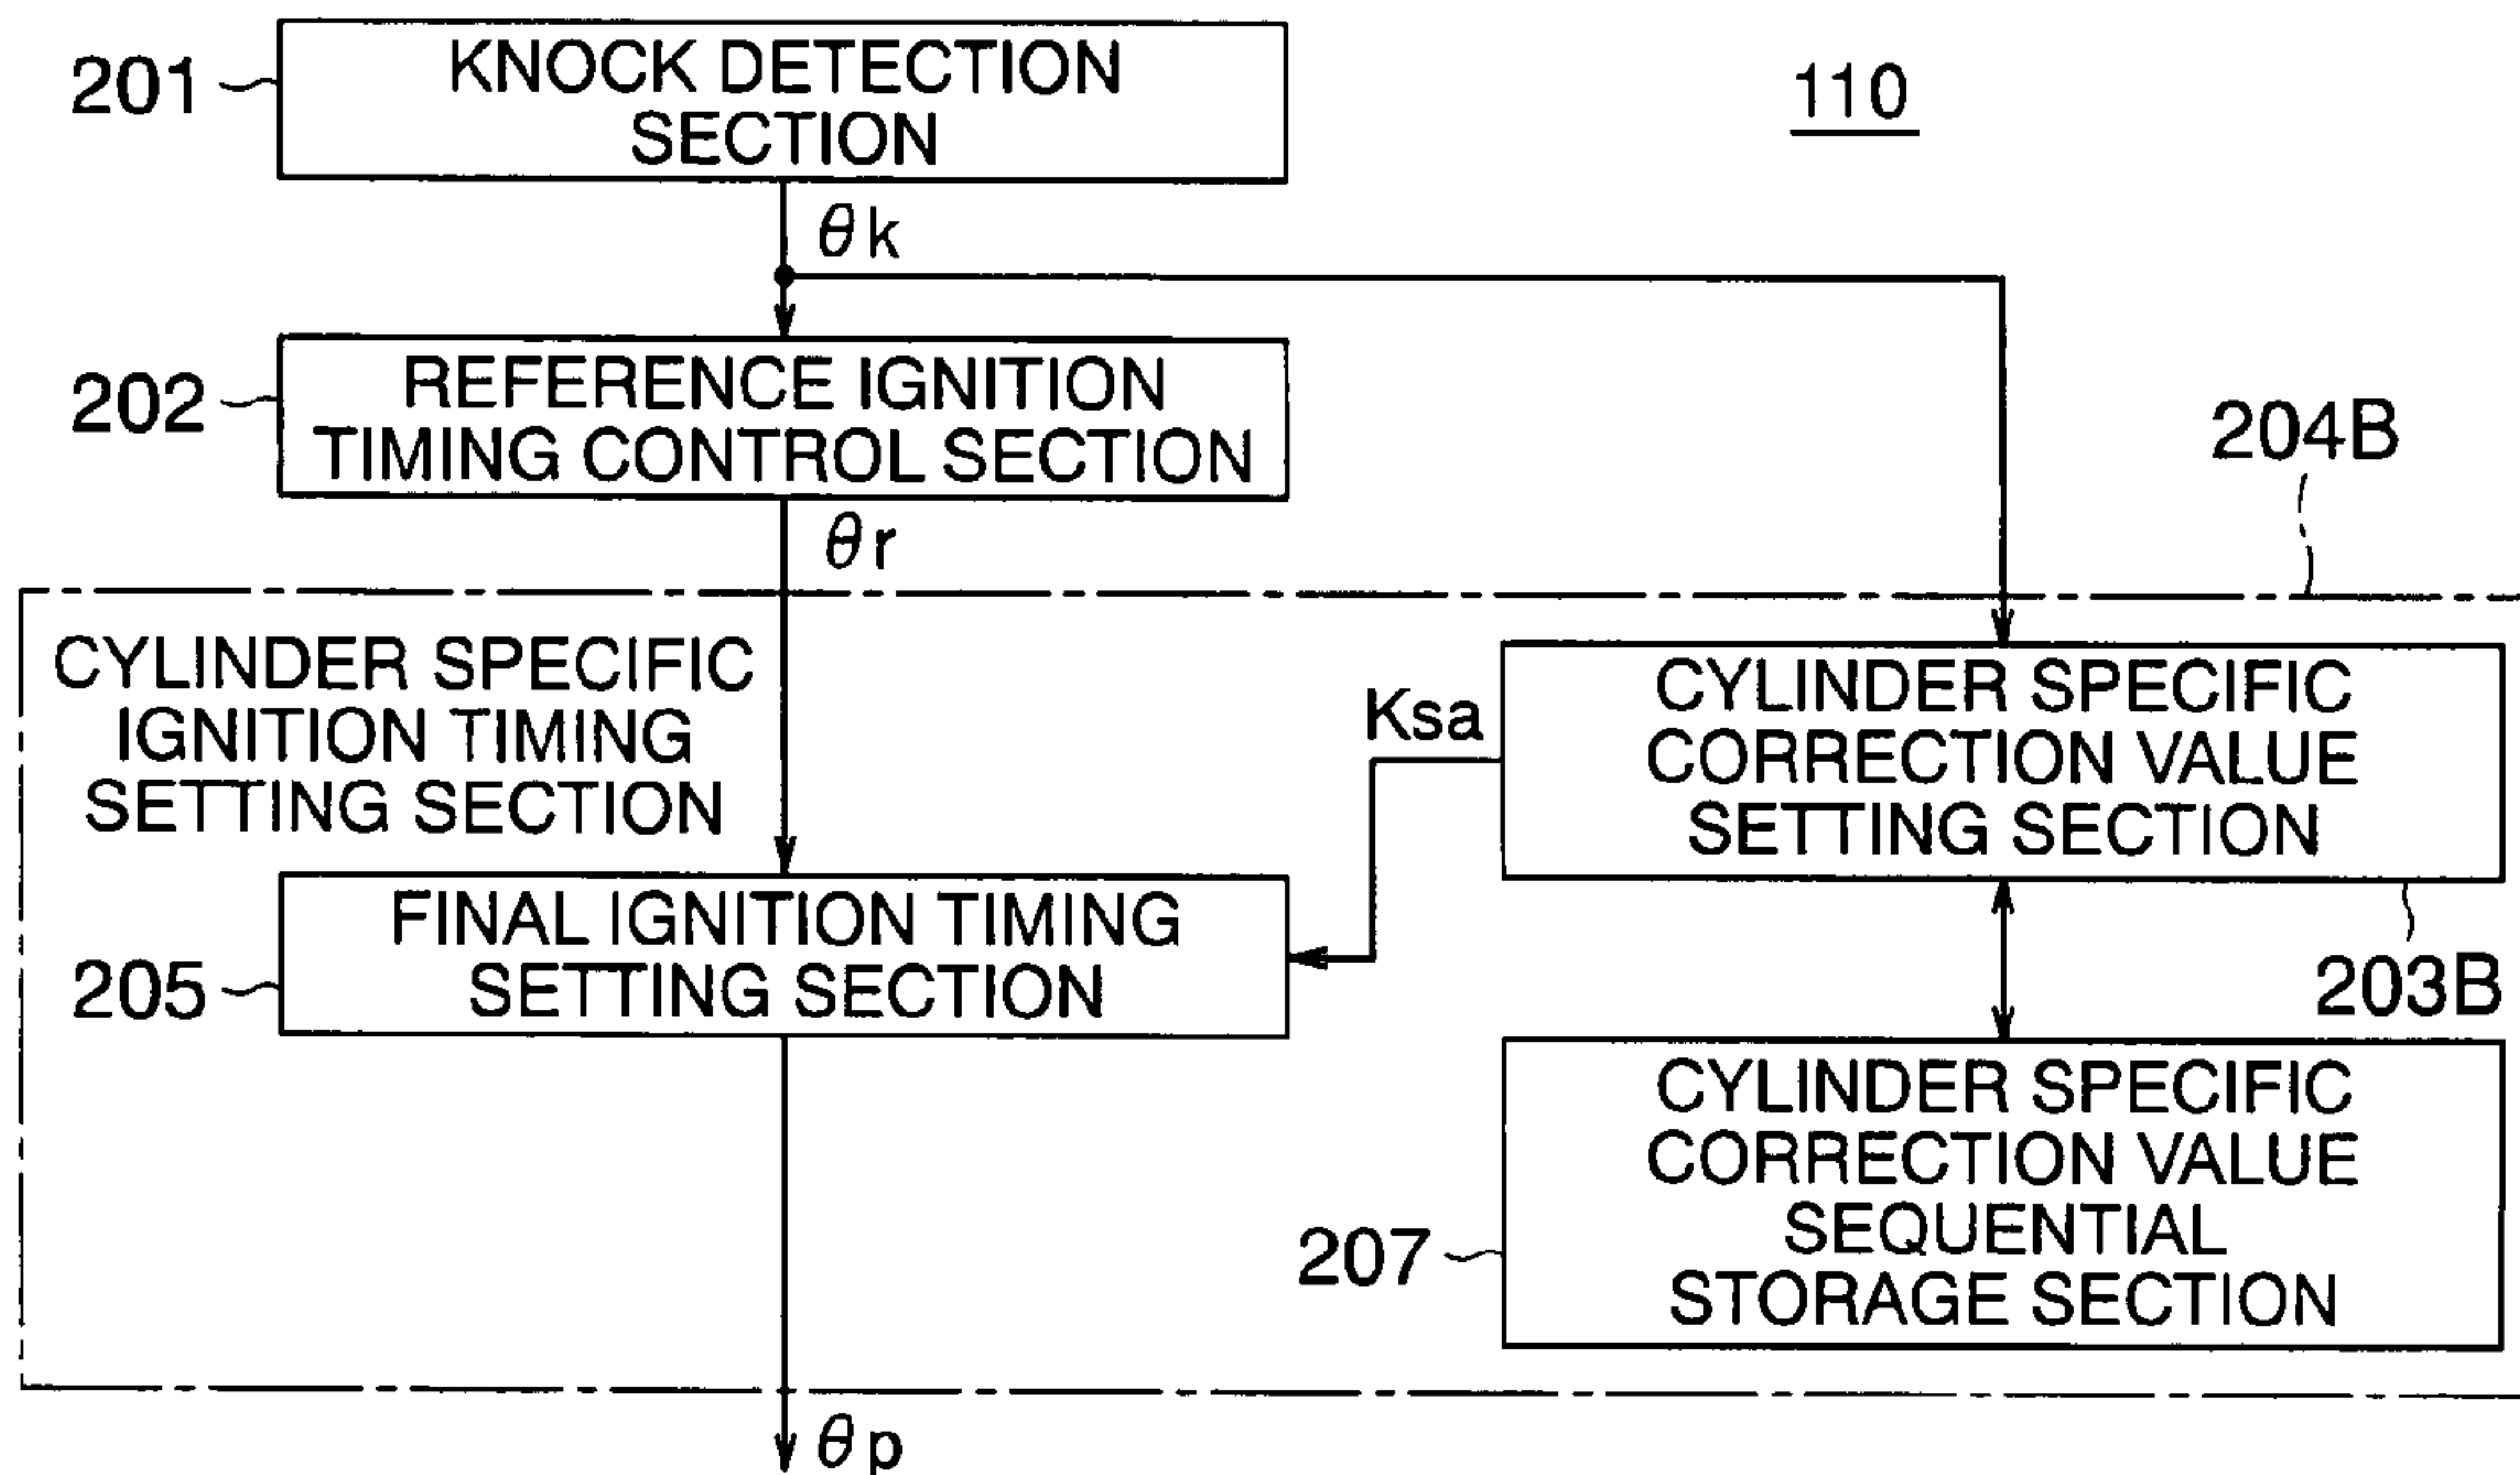 201
KNOCK DETECTION
SECTION
110
θk
202
REFERENCE IGNITION
TIMING CONTROL SECTION
204B
θr
CYLINDER SPECIFIC
IGNITION TIMING
SETTING SECTION
Ksa
CYLINDER SPECIFIC
CORRECTION VALUE
SETTING SECTION
203B
205
FINAL IGNITION TIMING
SETTING SECTION
207
CYLINDER SPECIFIC
CORRECTION VALUE
SEQUENTIAL
STORAGE SECTION
θp